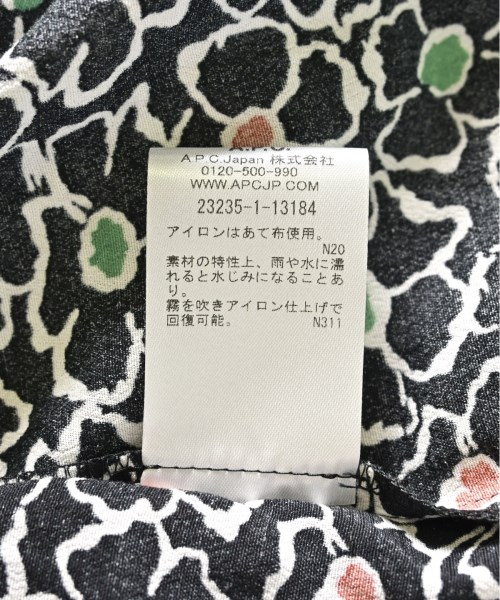 A.P.C.
A.P.C.Japan 株式会社
0120-500-990
WWW.APCJP.COM
23235-1-13184
アイロンはあて布使用。
N20
素材の特性上、雨や水に濡
れると水じみになることあ
り。
霧を吹きアイロン仕上げで
回復可能。 N311